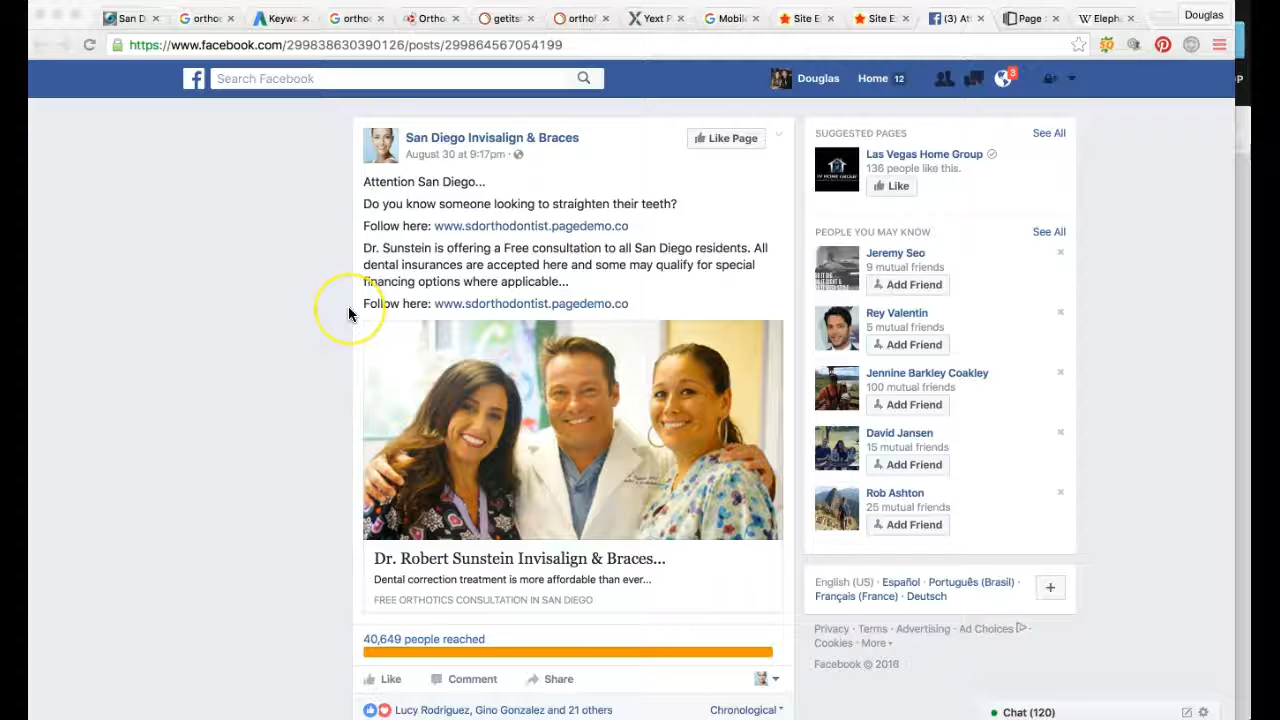 San D
ortho
Keyw
ortho
Ortho
getits
orthof
Yext F
Mobile
Site E
Site E
(3) At
Page
Eleph
Douglas
https://www.facebook.com/299838630390126/posts/299864567054199
Search Facebook
Douglas
Home 12
3
San Diego Invisalign & Braces
Like Page
August 30 at 9:17pm ·
Attention San Diego...
Do you know someone looking to straighten their teeth?
Follow here: www.sdorthodontist.pagedemo.co
Dr. Sunstein is offering a Free consultation to all San Diego residents. All
dental insurances are accepted here and some may qualify for special
financing options where applicable...
Follow here: www.sdorthodontist.pagedemo.co
Dr. Robert Sunstein Invisalign & Braces...
Dental correction treatment is more affordable than ever...
FREE ORTHOTICS CONSULTATION IN SAN DIEGO
40,649 people reached
Like Comment Share
Lucy Rodriguez, Gino Gonzalez and 21 others
Chronological
SUGGESTED PAGES
See All
Las Vegas Home Group
136 people like this.
Like
PEOPLE YOU MAY KNOW
See All
Jeremy Seo
9 mutual friends
Add Friend
Rey Valentin
5 mutual friends
Add Friend
Jennine Barkley Coakley
100 mutual friends
Add Friend
David Jansen
15 mutual friends
Add Friend
Rob Ashton
25 mutual friends
Add Friend
English (US) · Español · Português (Brasil) ·
Français (France) · Deutsch
Privacy · Terms · Advertising · Ad Choices ·
Cookies · More
Facebook © 2016
Chat (120)